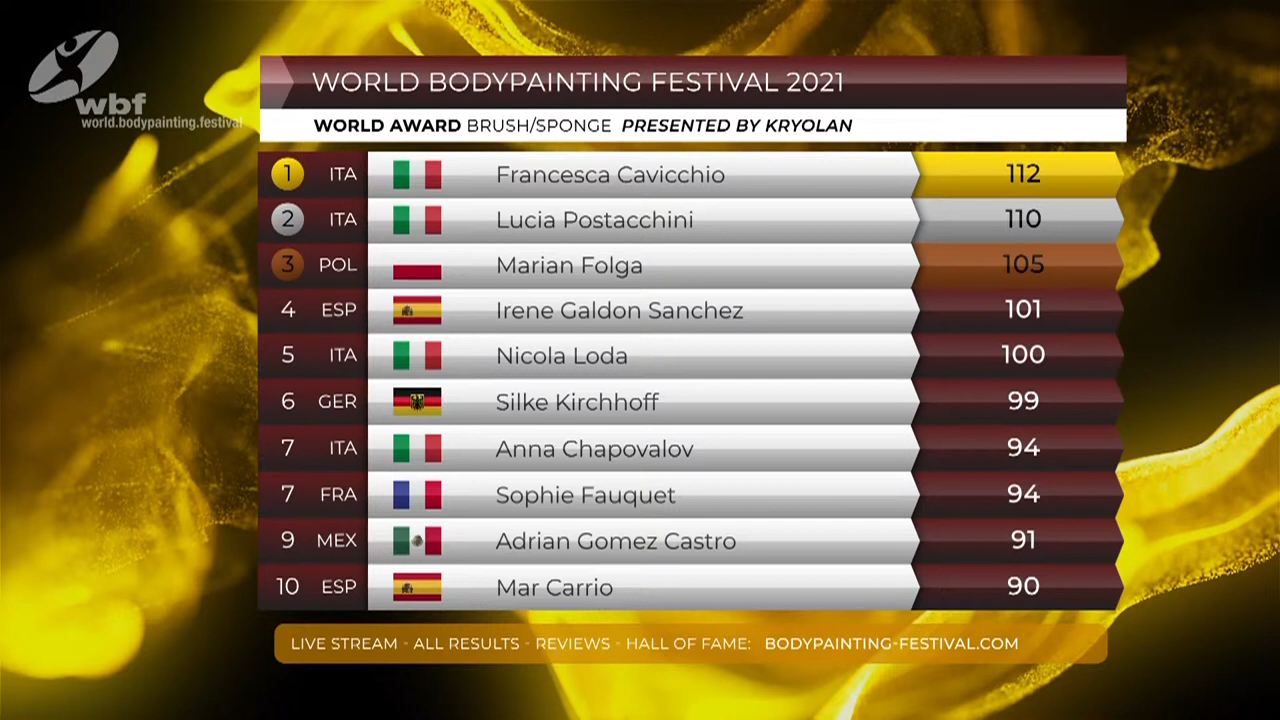 wbf
world.bodypainting.festival
WORLD BODYPAINTING FESTIVAL 2021
WORLD AWARD BRUSH/SPONGE PRESENTED BY KRYOLAN
1 ITA Francesca Cavicchio 112
2 ITA Lucia Postacchini 110
3 POL Marian Folga 105
4 ESP Irene Galdon Sanchez 101
5 ITA Nicola Loda 100
6 GER Silke Kirchhoff 99
7 ITA Anna Chapovalov 94
7 FRA Sophie Fauquet 94
9 MEX Adrian Gomez Castro 91
10 ESP Mar Carrio 90
LIVE STREAM - ALL RESULTS - REVIEWS - HALL OF FAME: BODYPAINTING-FESTIVAL.COM